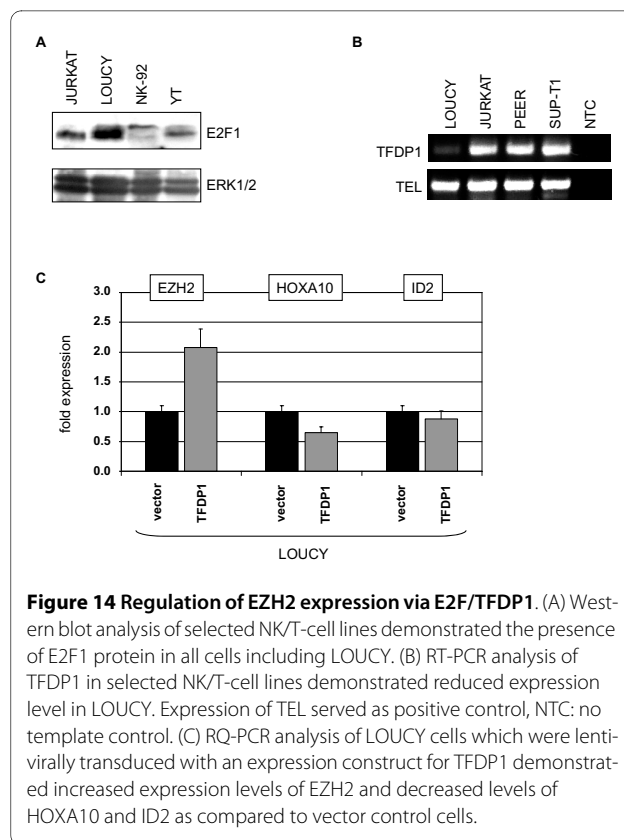 A
JURKAT
LOUCY
NK-92
YT
E2F1
ERK1/2
B
LOUCY
JURKAT
PEER
SUP-T1
NTC
TFDP1
TEL
C
EZH2 HOXA10 ID2
3.0
2.5
2.0
1.5
1.0
0.5
0.0
fold expression
vector TFDP1 vector TFDP1 vector TFDP1
LOUCY
Figure 14 Regulation of EZH2 expression via E2F/TFDP1. (A) West-
ern blot analysis of selected NK/T-cell lines demonstrated the presence
of E2F1 protein in all cells including LOUCY. (B) RT-PCR analysis of
TFDP1 in selected NK/T-cell lines demonstrated reduced expression
level in LOUCY. Expression of TEL served as positive control, NTC: no
template control. (C) RQ-PCR analysis of LOUCY cells which were lenti-
virally transduced with an expression construct for TFDP1 demonstrat-
ed increased expression levels of EZH2 and decreased levels of
HOXA10 and ID2 as compared to vector control cells.